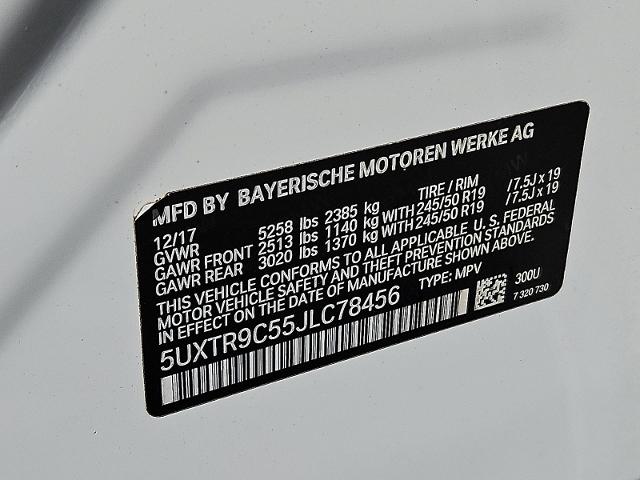 MFD BY BAYERISCHE MOTOREN WERKE AG
12/17 TIRE / RIM
GVWR 5258 lbs 2385 kg
GAWR FRONT 2513 lbs 1140 kg WITH 245/50 R19 / 7.5J x 19
GAWR REAR 3020 lbs 1370 kg WITH 245/50 R19 / 7.5J x 19
THIS VEHICLE CONFORMS TO ALL APPLICABLE U. S. FEDERAL
MOTOR VEHICLE SAFETY AND THEFT PREVENTION STANDARDS
IN EFFECT ON THE DATE OF MANUFACTURE SHOWN ABOVE.
5UXTR9C55JLC78456 TYPE: MPV
300U
7 320 730